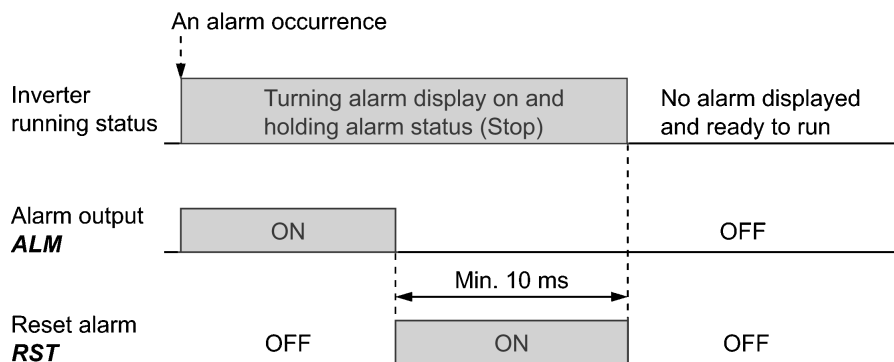 An alarm occurrence
Inverter
running status
Turning alarm display on and
holding alarm status (Stop)
No alarm displayed
and ready to run
Alarm output
ALM
ON
OFF
Min. 10 ms
Reset alarm
RST
OFF
ON
OFF